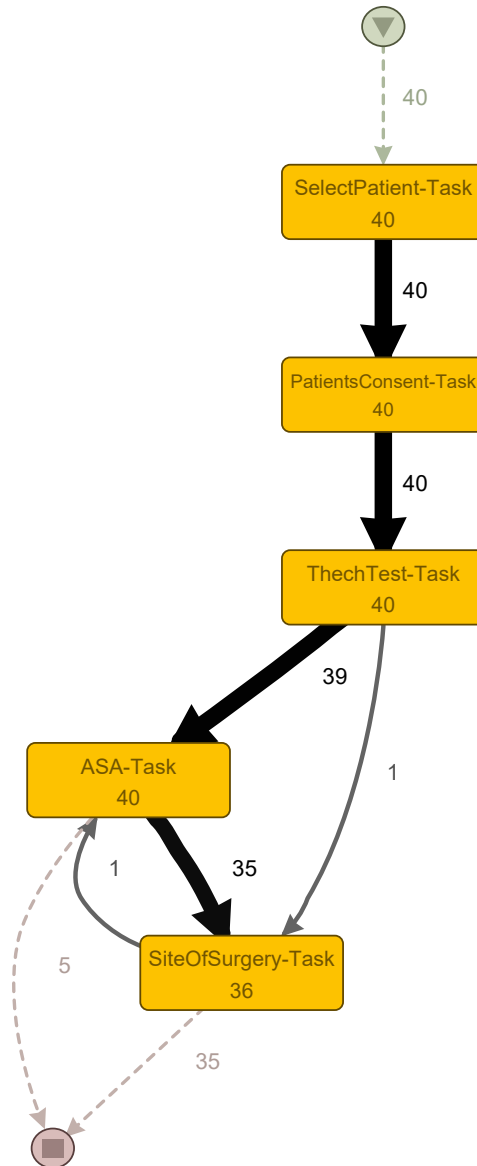 40
SelectPatient-Task
40
40
PatientsConsent-Task
40
40
ThechTest-Task
40
39
1
ASA-Task
40
1
35
SiteOfSurgery-Task
36
5
35